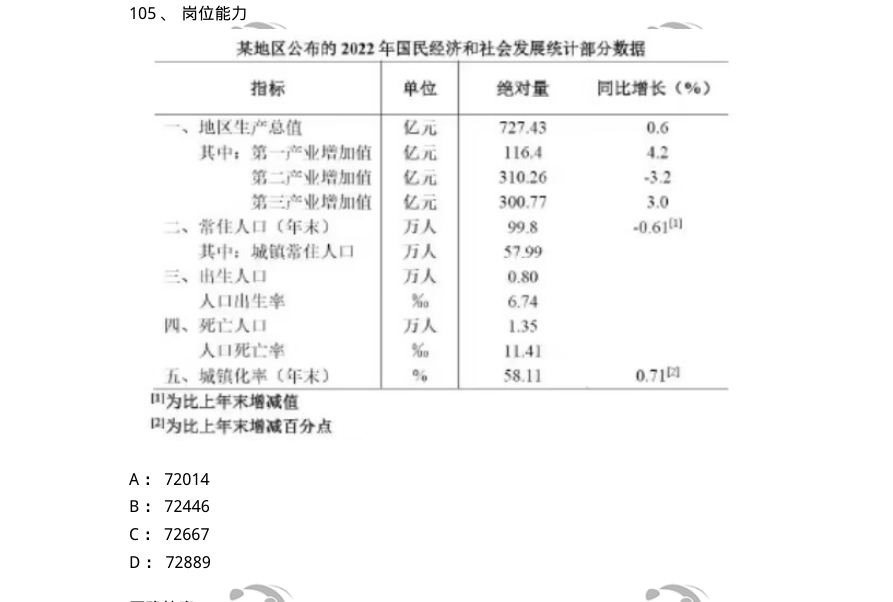 105 、 岗位能力
某地区公布的 2022 年国民经济和社会发展统计部分数据
指标 单位 绝对量 同比增长（%）
一、地区生产总值 亿元 727.43 0.6
其中：第一产业增加值 亿元 116.4 4.2
第二产业增加值 亿元 310.26 -3.2
第三产业增加值 亿元 300.77 3.0
二、常住人口（年末） 万人 99.8 -0.61[1]
其中：城镇常住人口 万人 57.99
三、出生人口 万人 0.80
人口出生率 ‰ 6.74
四、死亡人口 万人 1.35
人口死亡率 ‰ 11.41
五、城镇化率（年末） % 58.11 0.71[2]
[1]为比上年末增减值
[2]为比上年末增减百分点
A： 72014
B： 72446
C： 72667
D： 72889